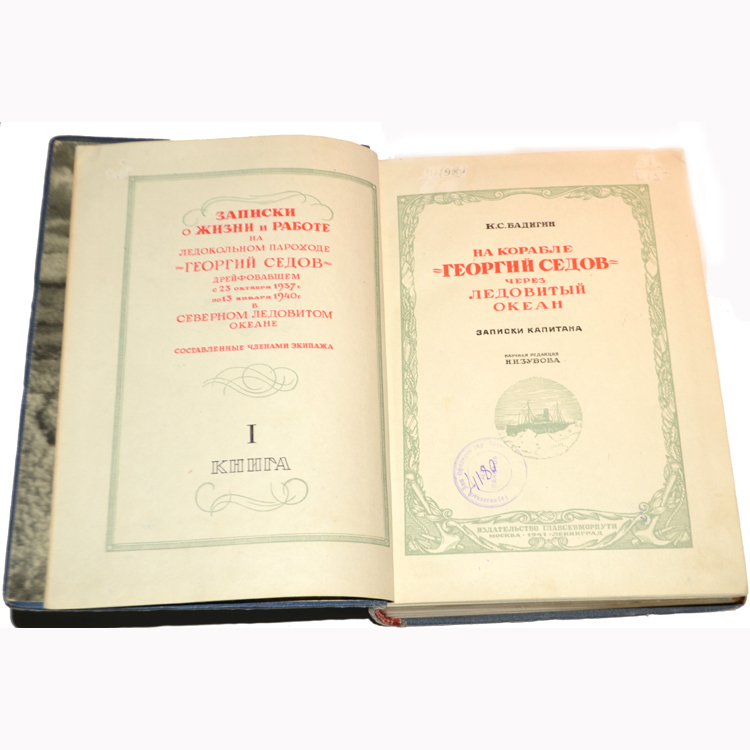 ЗАПИСКИ
О ЖИЗНИ И РАБОТЕ
НА
ЛЕДОКОЛЬНОМ ПАРОХОДЕ
"ГЕОРГИЙ СЕДОВ"
ДРЕЙФОВАВШЕМ
с 23 октября 1937 г.
по 13 января 1940 г.
В
СЕВЕРНОМ ЛЕДОВИТОМ
ОКЕАНЕ
СОСТАВЛЕННЫЕ ЧЛЕНАМИ ЭКИПАЖА
I
КНИГА
К.С. БАДИГИН
НА КОРАБЛЕ
"ГЕОРГИЙ СЕДОВ"
ЧЕРЕЗ
ЛЕДОВИТЫЙ
ОКЕАН
ЗАПИСКИ КАПИТАНА
НАУЧНАЯ РЕДАКЦИЯ
Н.Н. ЗУБОВА
4180
ИЗДАТЕЛЬСТВО ГЛАВСЕВМОРПУТИ
МОСКВА · 1941 · ЛЕНИНГРАД